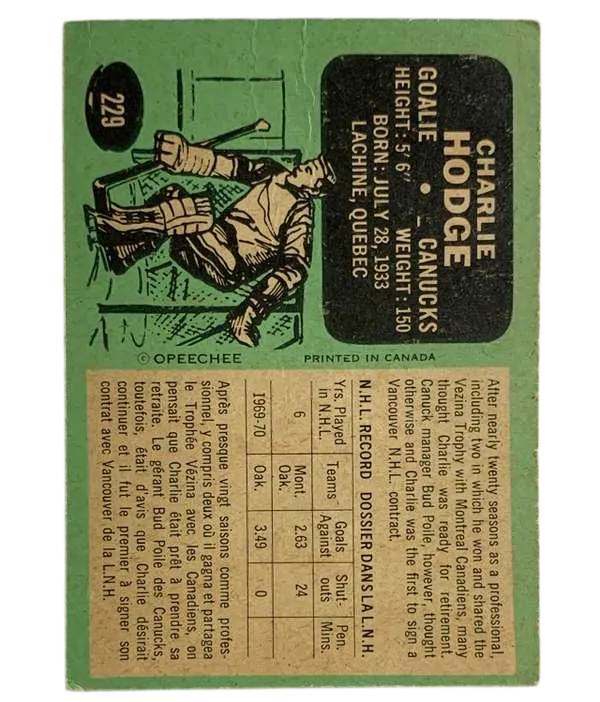 CHARLIE
HODGE
GOALIE • CANUCKS
HEIGHT: 5'6" WEIGHT: 150
BORN: JULY 28, 1933
LACHINE, QUEBEC
229
© OPEECHEE PRINTED IN CANADA
After nearly twenty seasons as a professional,
including two in which he won and shared the
Vezina Trophy with Montreal Canadiens, many
thought Charlie was ready for retirement.
Canuck manager Bud Poile, however, thought
otherwise and Charlie was the first to sign a
Vancouver N.H.L. contract.
N.H.L. RECORD DOSSIER DANS LA L.N.H.
Yrs. Played Teams Goals Shut- Pen.
in N.H.L. Against outs Mins.
6 Mont. 2.63 24
Oak.
1969-70 Oak. 3.49 0
Après presque vingt saisons comme profes-
sionnel, y compris deux où il gagna et partagea
le Trophée Vézina avec les Canadiens, on
pensait que Charlie était prêt à prendre sa
retraite. Le gérant Bud Poile des Canucks,
toutefois, était d'avis que Charlie désirait
continuer et il fut le premier à signer son
contrat avec Vancouver de la L.N.H.